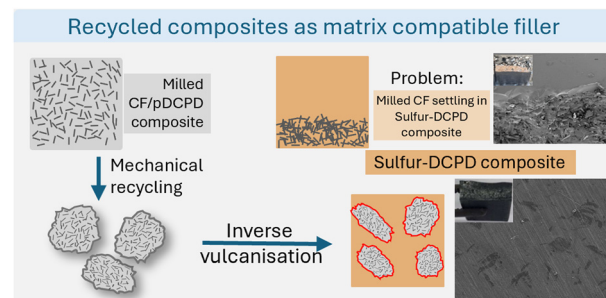 Recycled composites as matrix compatible filler
Milled
CF/pDCPD
composite
Problem:
Milled CF settling in
Sulfur-DCPD
composite
Sulfur-DCPD composite
Mechanical
recycling
Inverse
vulcanisation